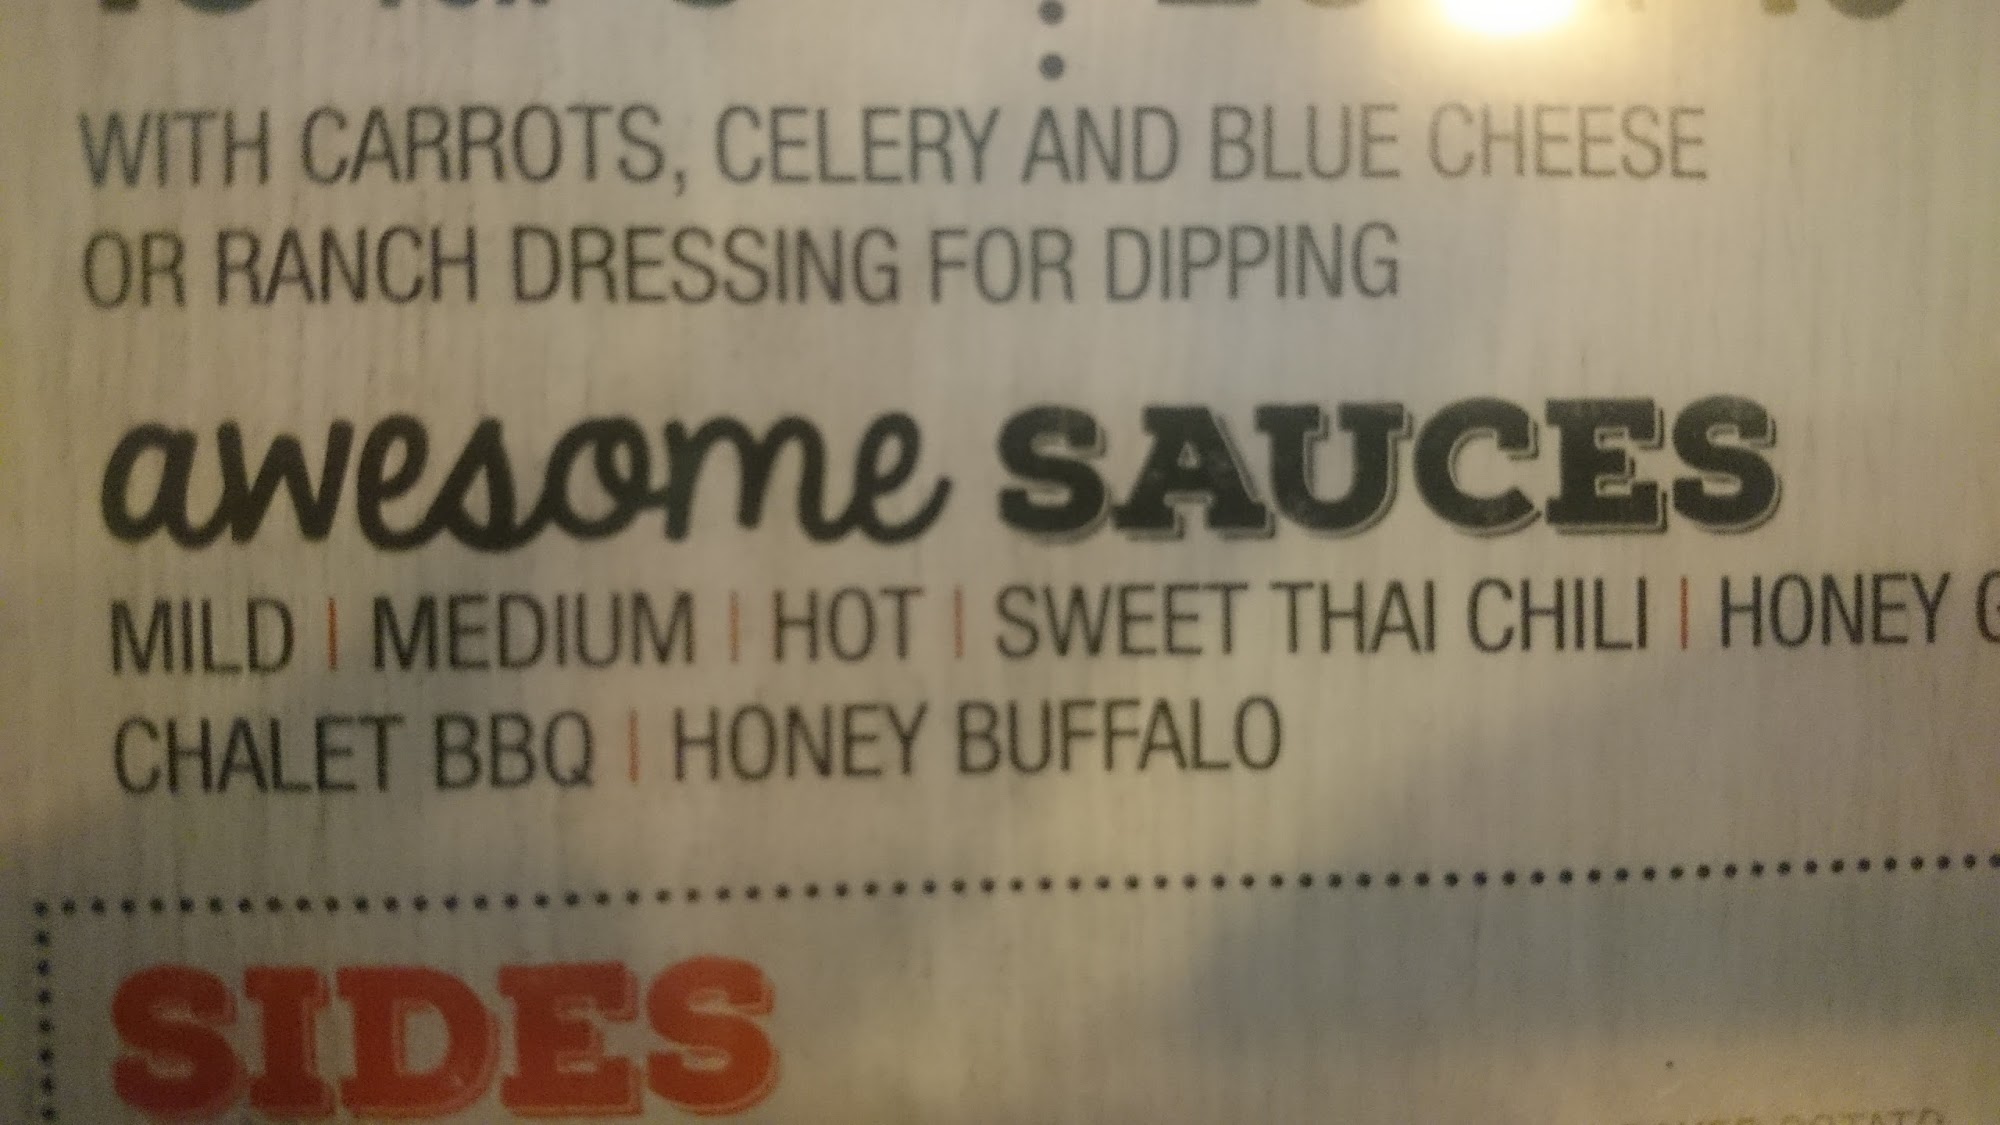 WITH CARROTS, CELERY AND BLUE CHEESE
OR RANCH DRESSING FOR DIPPING
awesome SAUCES
MILD | MEDIUM | HOT | SWEET THAI CHILI | HONEY
CHALET BBQ | HONEY BUFFALO
SIDES